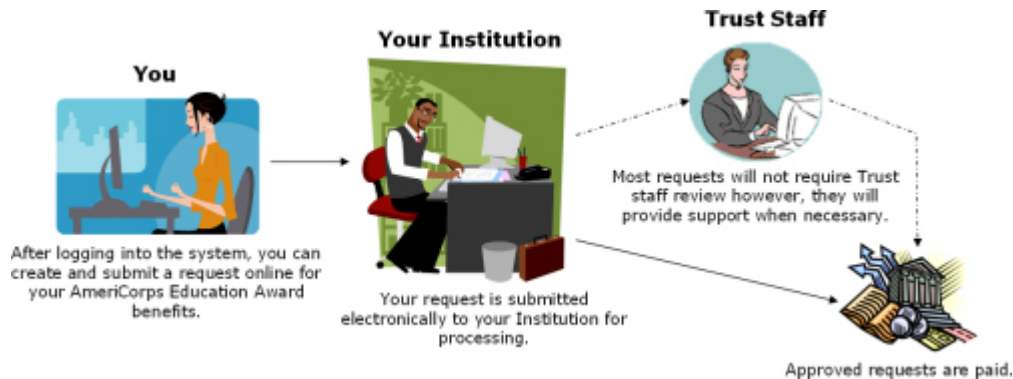 You
After logging into the system, you can
create and submit a request online for
your AmeriCorps Education Award
benefits.
Your Institution
Your request is submitted
electronically to your Institution for
processing.
Trust Staff
Most requests will not require Trust
staff review however, they will
provide support when necessary.
Approved requests are paid.